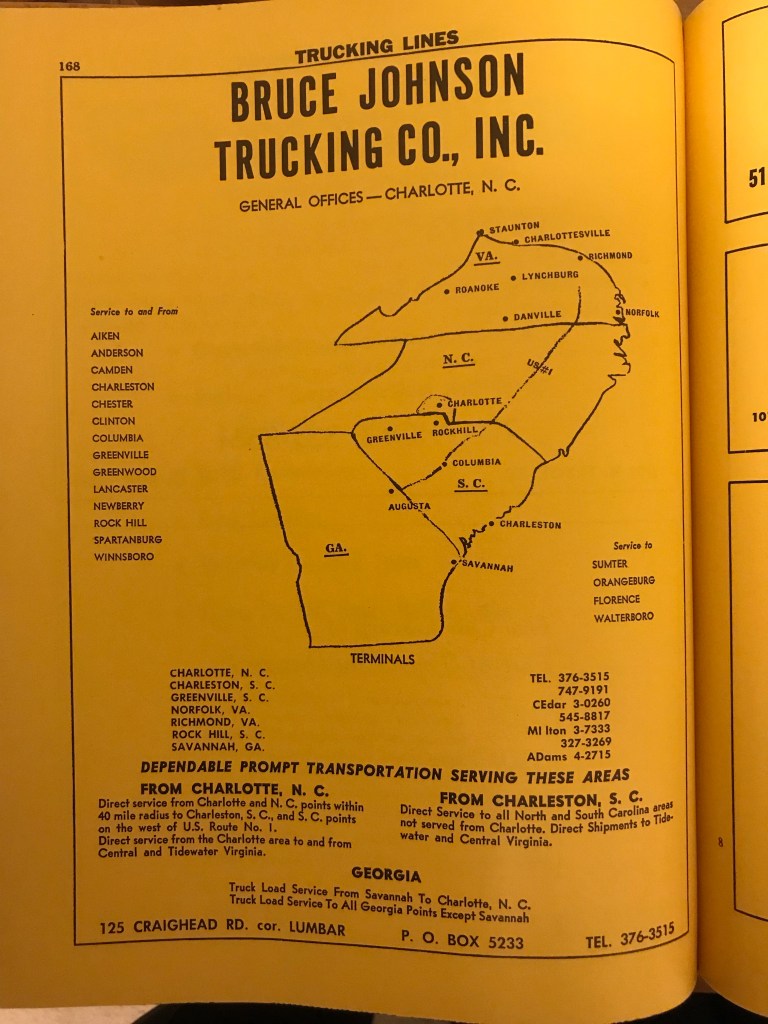 168
TRUCKING LINES
BRUCE JOHNSON
TRUCKING CO., INC.
GENERAL OFFICES — CHARLOTTE, N. C.
STAUNTON
CHARLOTTESVILLE
VA.
RICHMOND
LYNCHBURG
ROANOKE
NORFOLK
DANVILLE
N. C.
US #1
CHARLOTTE
GREENVILLE
ROCKHILL
COLUMBIA
S. C.
AUGUSTA
CHARLESTON
GA.
SAVANNAH
Service to and From
AIKEN
ANDERSON
CAMDEN
CHARLESTON
CHESTER
CLINTON
COLUMBIA
GREENVILLE
GREENWOOD
LANCASTER
NEWBERRY
ROCK HILL
SPARTANBURG
WINNSBORO
Service to
SUMTER
ORANGEBURG
FLORENCE
WALTERBORO
TERMINALS
CHARLOTTE, N. C. TEL. 376-3515
CHARLESTON, S. C. 747-9191
GREENVILLE, S. C. CEdar 3-0260
NORFOLK, VA. 545-8817
RICHMOND, VA. MI lton 3-7333
ROCK HILL, S. C. 327-3269
SAVANNAH, GA. ADams 4-2715
DEPENDABLE PROMPT TRANSPORTATION SERVING THESE AREAS
FROM CHARLOTTE, N. C.
Direct service from Charlotte and N. C. points within
40 mile radius to Charleston, S. C., and S. C. points
on the west of U.S. Route No. 1.
Direct service from the Charlotte area to and from
Central and Tidewater Virginia.
FROM CHARLESTON, S. C.
Direct Service to all North and South Carolina areas
not served from Charlotte. Direct Shipments to Tide-
water and Central Virginia.
GEORGIA
Truck Load Service From Savannah To Charlotte, N. C.
Truck Load Service To All Georgia Points Except Savannah
125 CRAIGHEAD RD. cor. LUMBAR P. O. BOX 5233 TEL. 376-3515
51
10
8